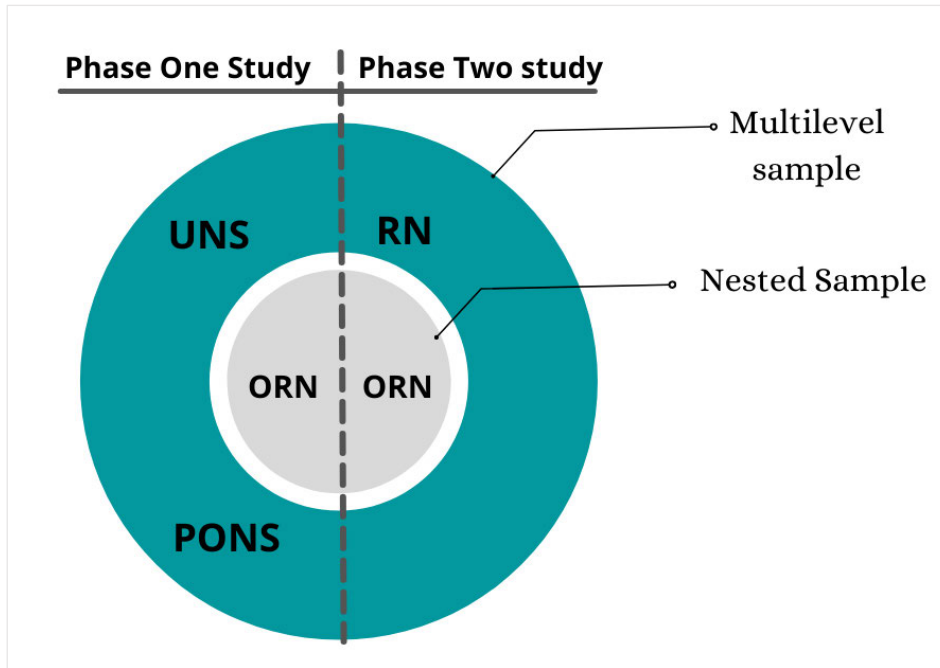 Phase One Study
Phase Two study
Multilevel
sample
UNS
RN
Nested Sample
ORN
ORN
PONS